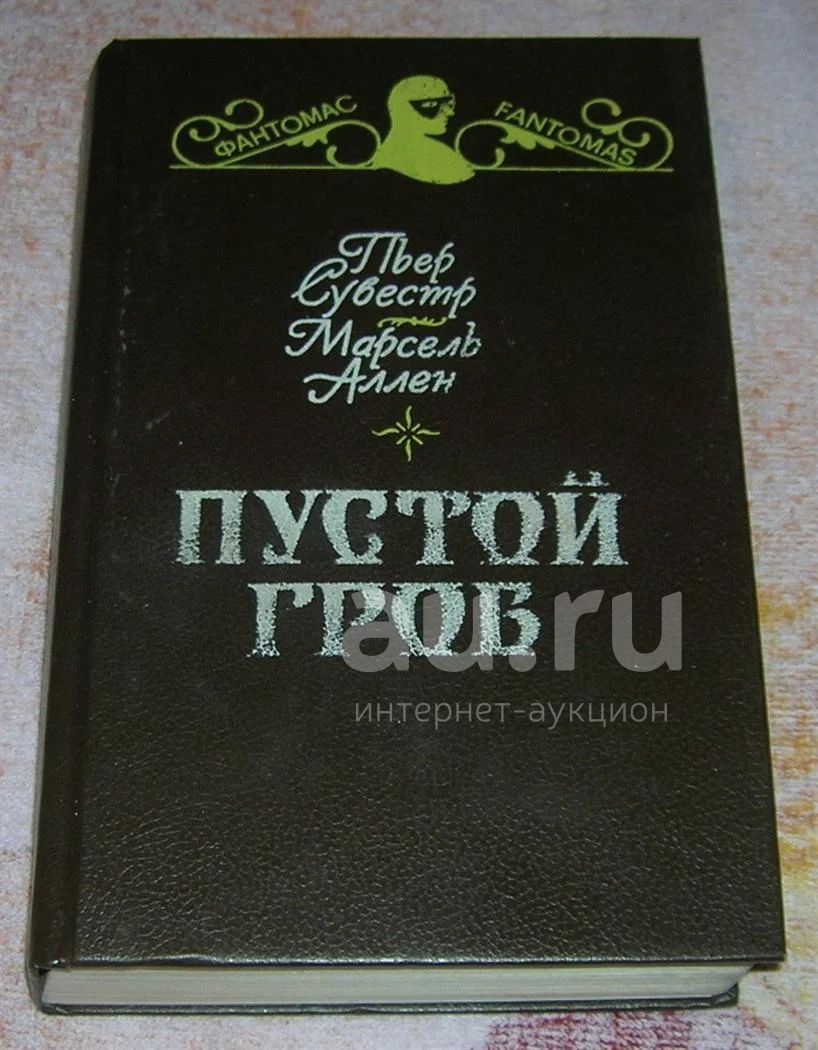 ФАНТОМАС
FANTOMAS
Пьер
Сувестр
Марсель
Аллен
ПУСТОЙ
ГРОБ
au.ru
интернет-аукцион